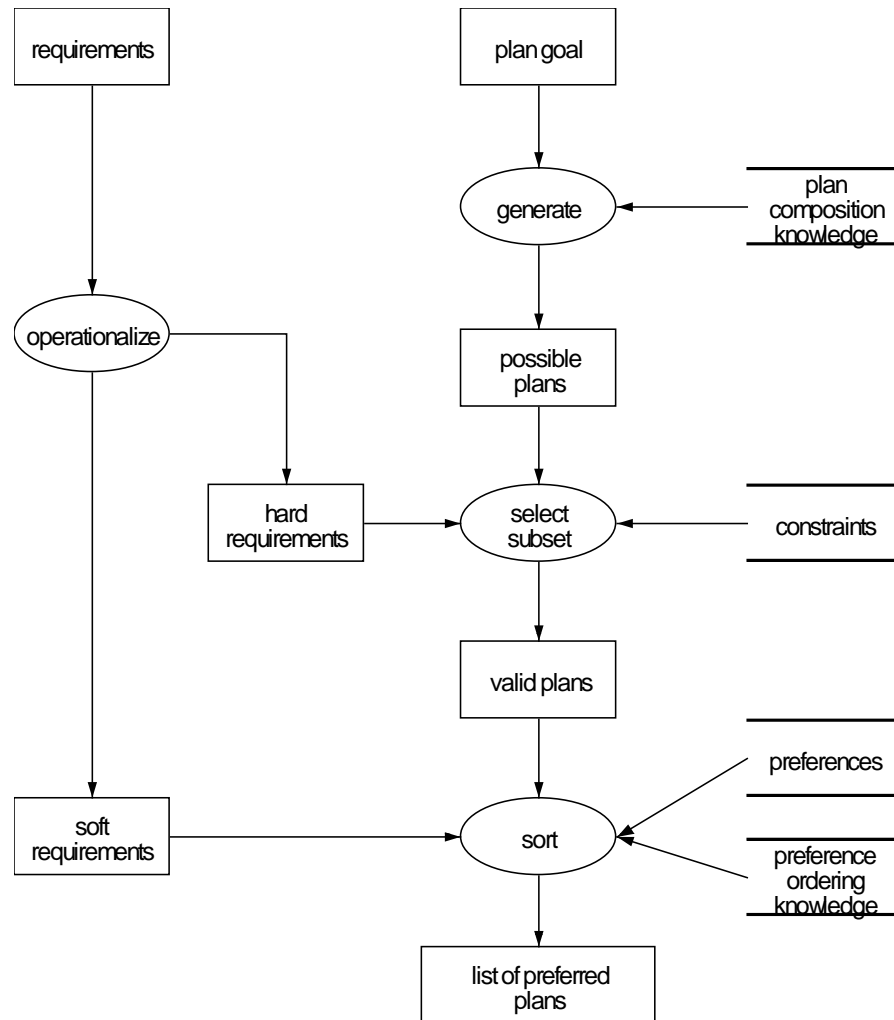 requirements
plan goal
generate
plan
composition
knowledge
operationalize
possible
plans
hard
requirements
select
subset
constraints
valid plans
preferences
soft
requirements
sort
preference
ordering
knowledge
list of preferred
plans